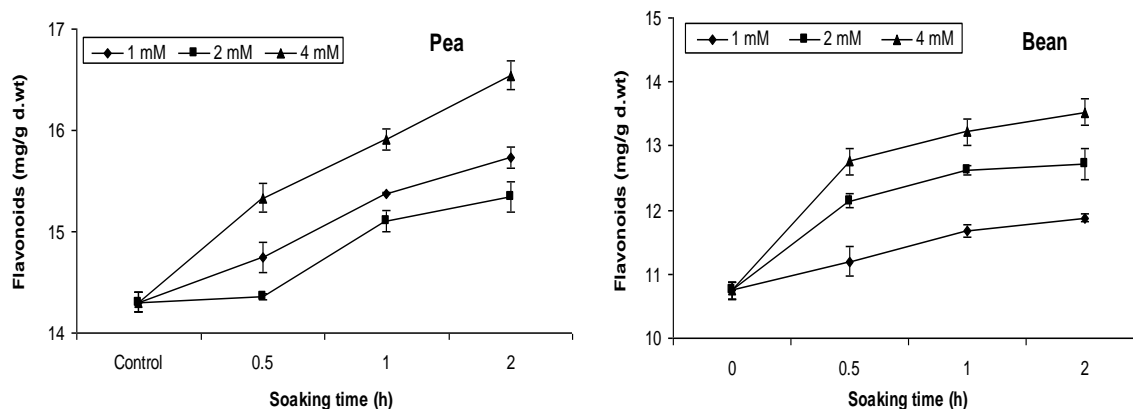 Pea
1 mM 2 mM 4 mM
Flavonoids (mg/g d.wt)
17
16
15
14
Control 0.5 1 2
Soaking time (h)
Bean
1 mM 2 mM 4 mM
Flavonoids (mg/g d.wt)
15
14
13
12
11
10
0 0.5 1 2
Soaking time (h)